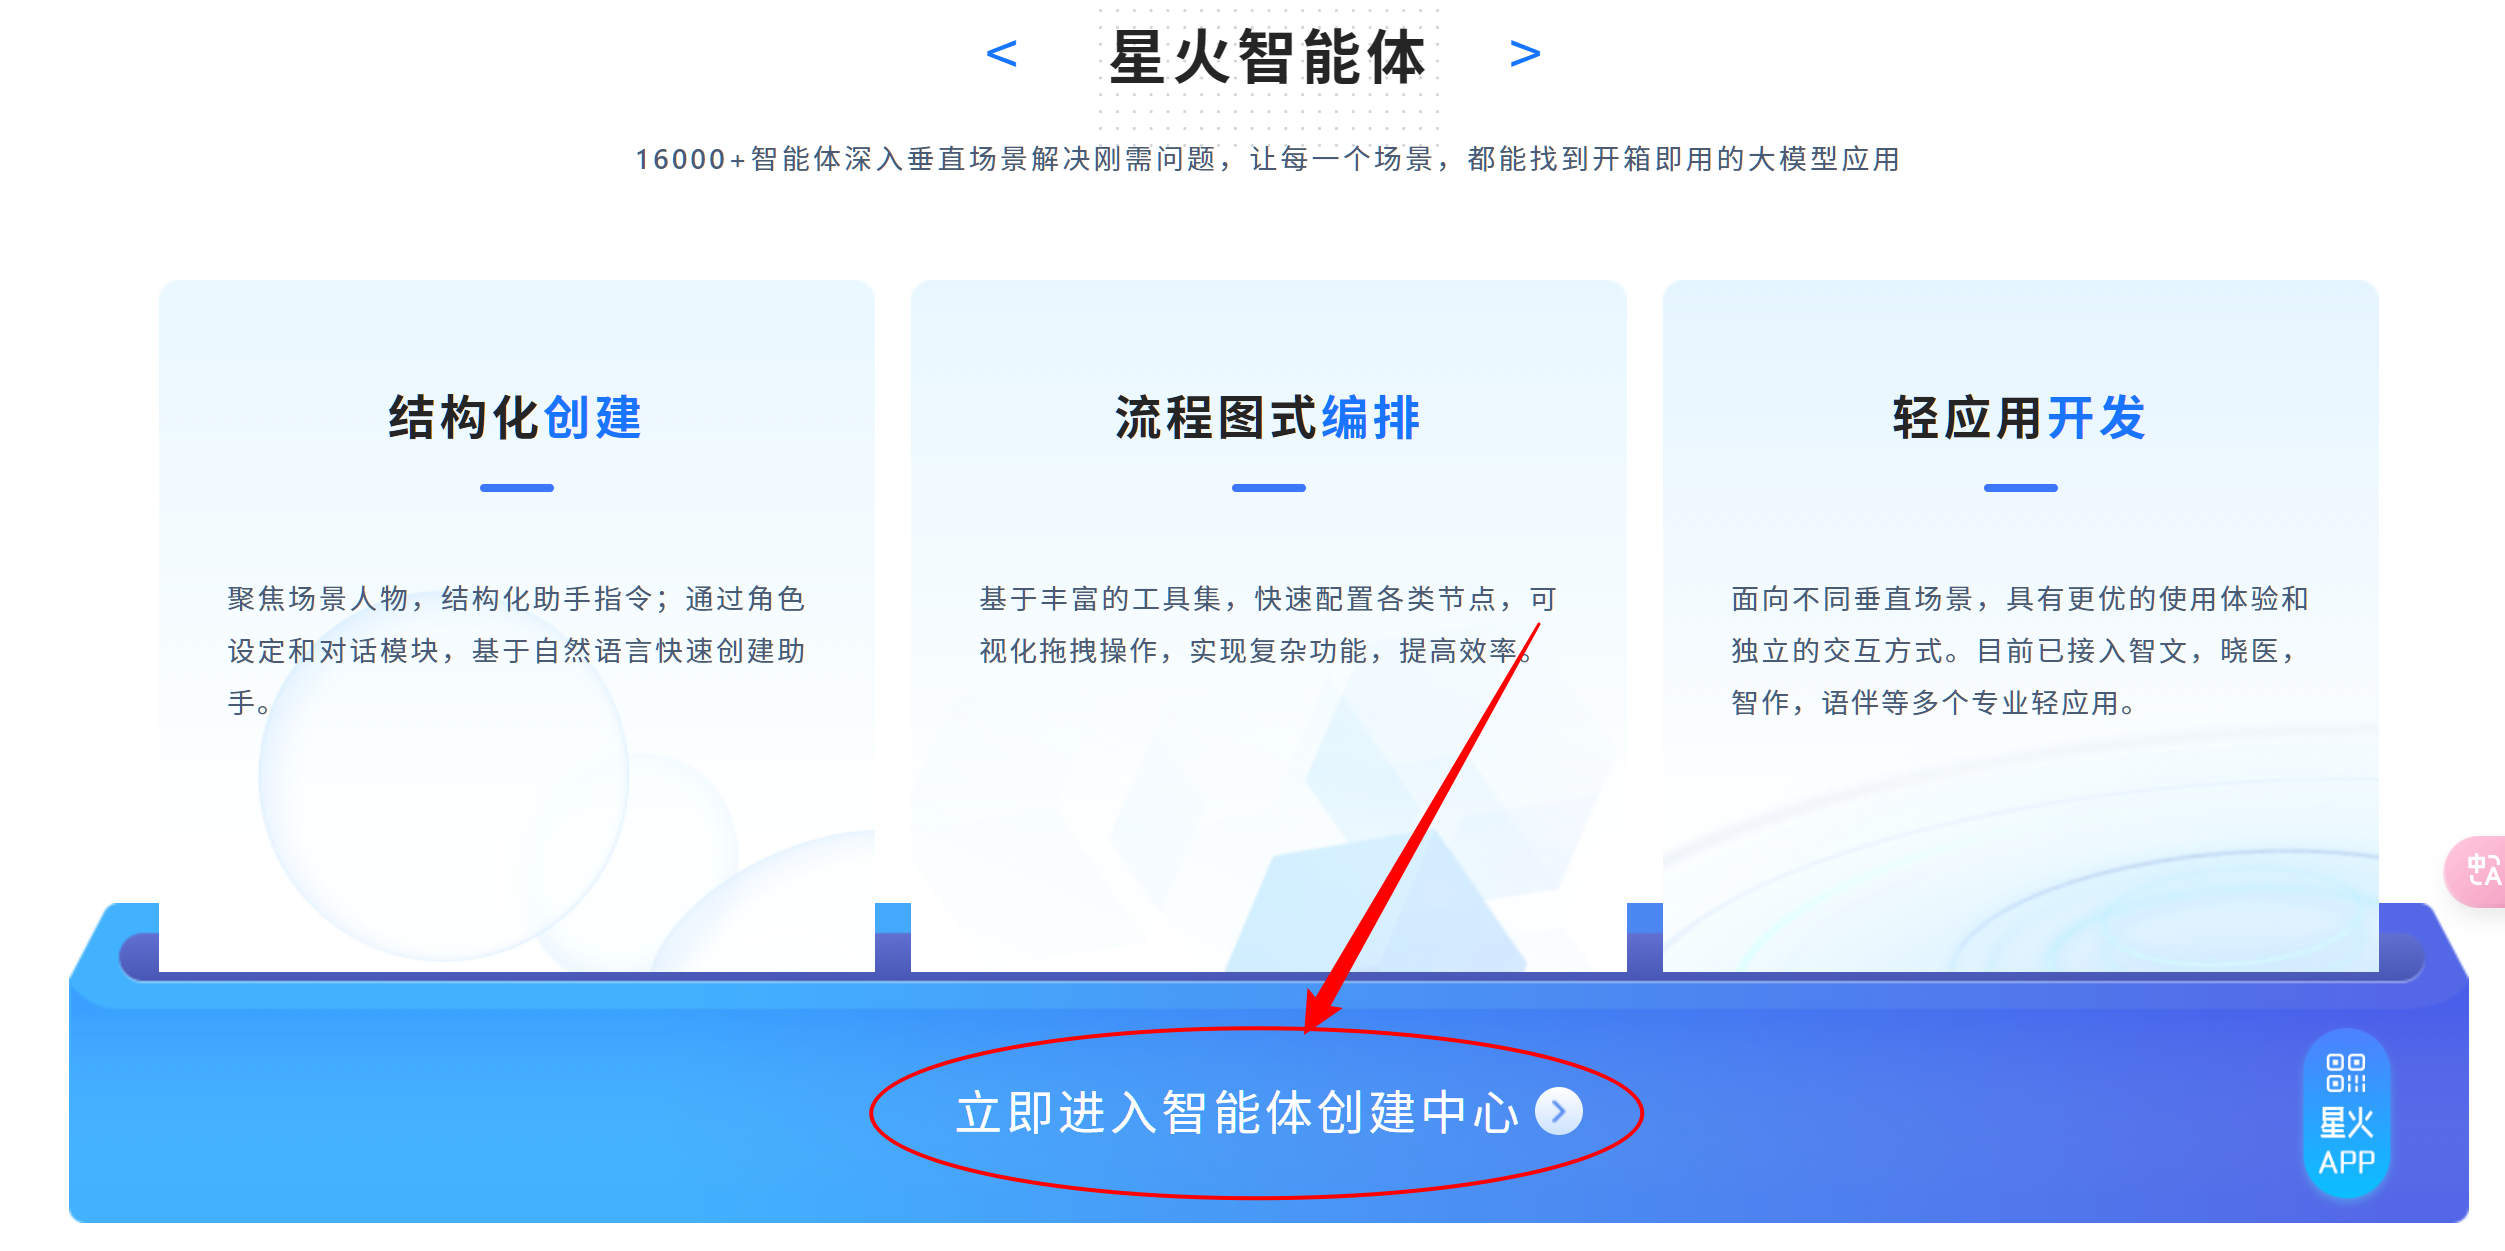 < 星火智能体 >
16000+智能体深入垂直场景解决刚需问题，让每一个场景，都能找到开箱即用的大模型应用
结构化创建
聚焦场景人物，结构化助手指令；通过角色
设定和对话模块，基于自然语言快速创建助
手。
流程图式编排
基于丰富的工具集，快速配置各类节点，可
视化拖拽操作，实现复杂功能，提高效率。
轻应用开发
面向不同垂直场景，具有更优的使用体验和
独立的交互方式。目前已接入智文，晓医，
智作，语伴等多个专业轻应用。
中A
立即进入智能体创建中心
星火
APP